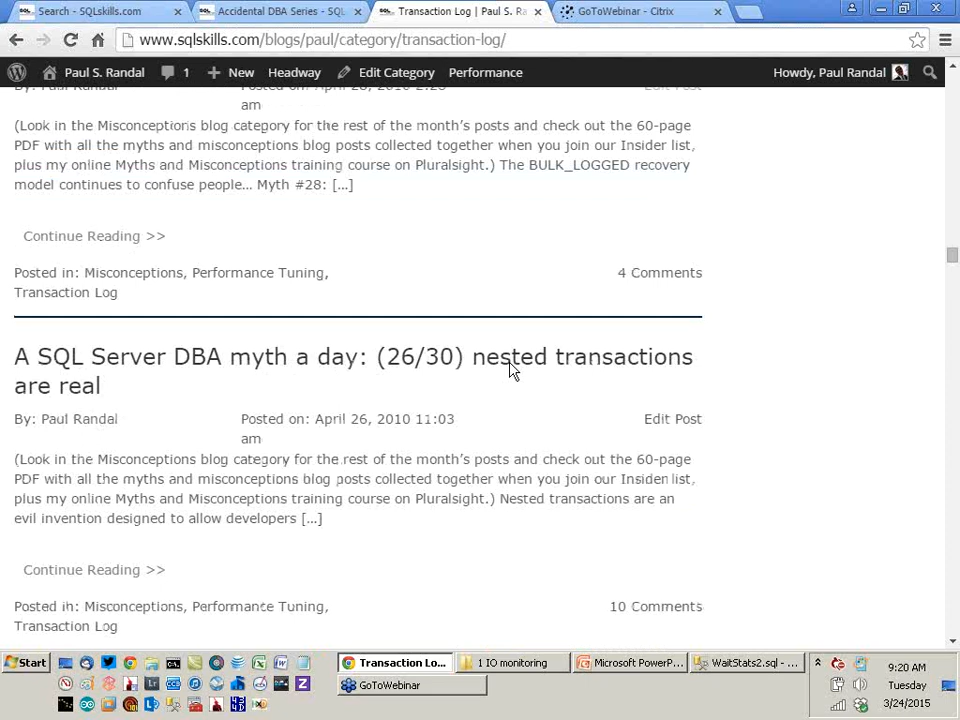 Search - SQLskills.com
Accidental DBA Series - SQL
Transaction Log | Paul S. Ra
GoToWebinar - Citrix
www.sqlskills.com/blogs/paul/category/transaction-log/
Paul S. Randal 1 New Headway Edit Category Performance Howdy, Paul Randal
By: Paul Randal Posted on: April 28, 2010 2:28 Edit Post
am
(Look in the Misconceptions blog category for the rest of the month's posts and check out the 60-page
PDF with all the myths and misconceptions blog posts collected together when you join our Insider list,
plus my online Myths and Misconceptions training course on Pluralsight.) The BULK_LOGGED recovery
model continues to confuse people… Myth #28: […]
Continue Reading >>
Posted in: Misconceptions, Performance Tuning, 4 Comments
Transaction Log
A SQL Server DBA myth a day: (26/30) nested transactions
are real
By: Paul Randal Posted on: April 26, 2010 11:03 Edit Post
am
(Look in the Misconceptions blog category for the rest of the month's posts and check out the 60-page
PDF with all the myths and misconceptions blog posts collected together when you join our Insider list,
plus my online Myths and Misconceptions training course on Pluralsight.) Nested transactions are an
evil invention designed to allow developers […]
Continue Reading >>
Posted in: Misconceptions, Performance Tuning, 10 Comments
Transaction Log
Start Transaction Lo... 1 IO monitoring Microsoft PowerP... WaitStats2.sql - ... 9:20 AM
GoToWebinar Tuesday
3/24/2015